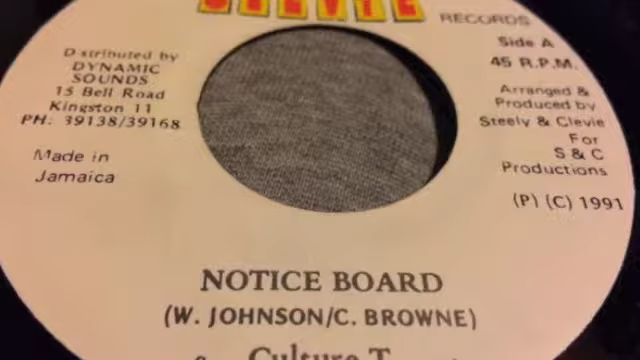 RECORDS
Side A
45 R.P.M.
Distributed by
DYNAMIC
SOUNDS
15 Bell Road
Kingston 11
PH: 39138/39168
Made in
Jamaica
Arranged &
Produced by
Steely & Clevie
For
S & C
Productions
(P) (C) 1991
NOTICE BOARD
(W. JOHNSON/C. BROWNE)
Culture T